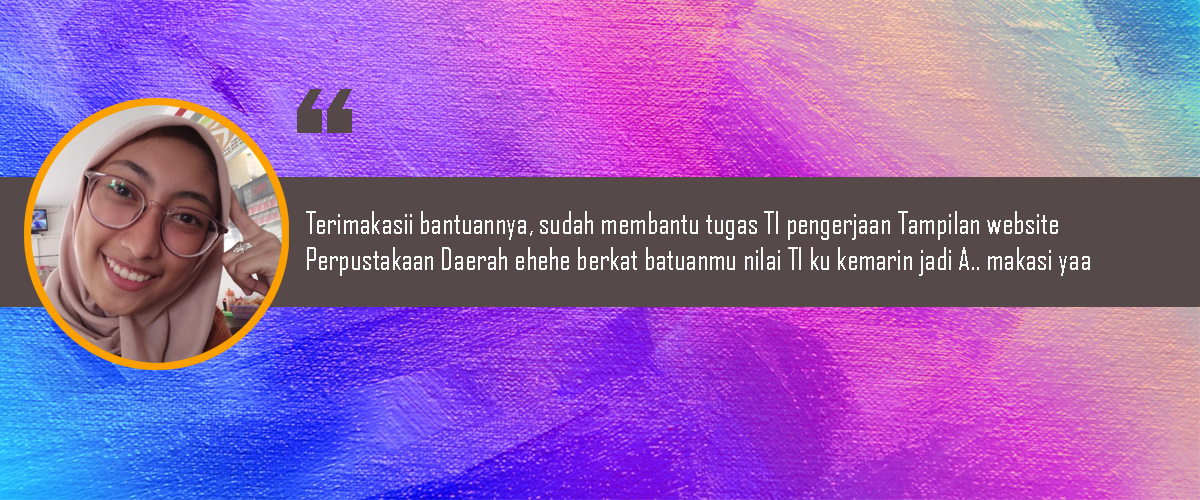 Terimakasii bantuannya, sudah membantu tugas TI pengerjaan Tampilan website
Perpustakaan Daerah ehehe berkat batuanmu nilai TI ku kemarin jadi A.. makasi yaa